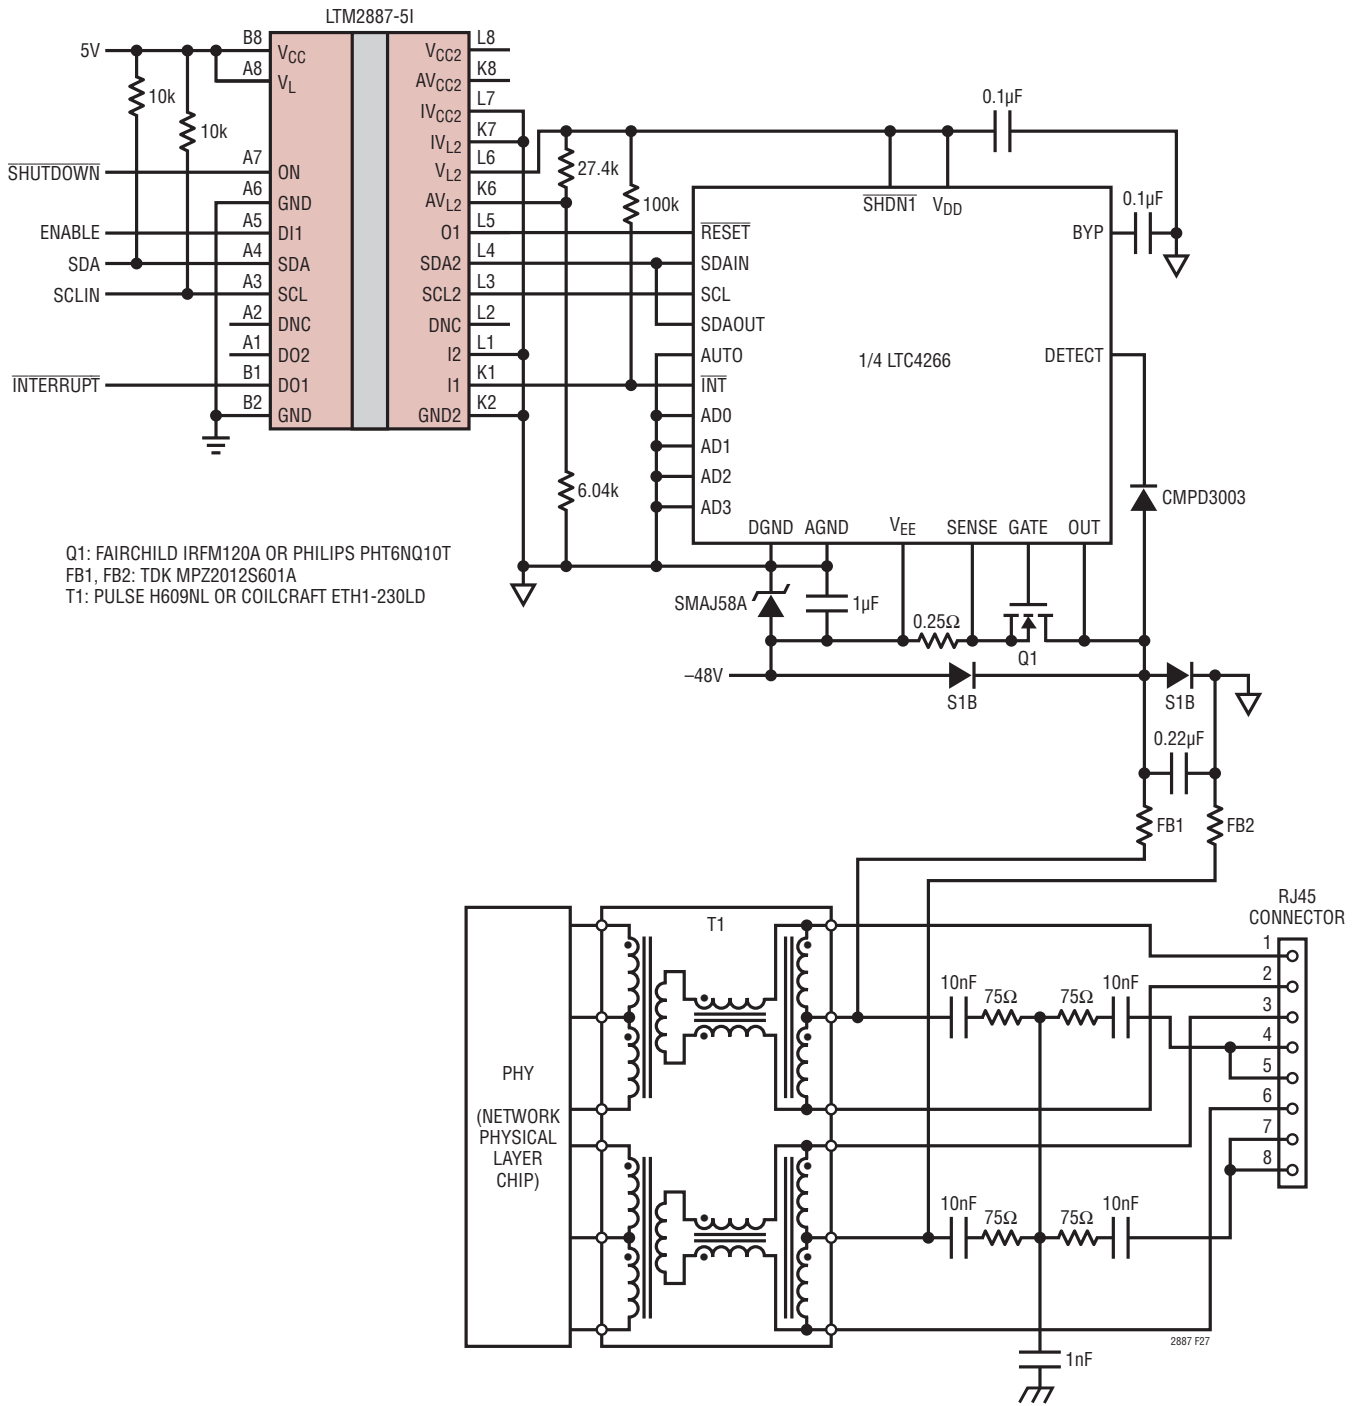 LTM2887-5I
5V
B8
VCC
A8
VL
10k
10k
SHUTDOWN
A7
ON
A6
GND
ENABLE
A5
DI1
SDA
A4
SDA
SCLIN
A3
SCL
A2
DNC
A1
DO2
INTERRUPT
B1
DO1
B2
GND
VCC2
L8
AVCC2
K8
IVCC2
L7
IVL2
K7
VL2
L6
AVL2
K6
O1
L5
SDA2
L4
SCL2
L3
DNC
L2
I2
L1
I1
K1
GND2
K2
27.4k
100k
6.04k
0.1µF
0.1µF
SHDN1
VDD
RESET
BYP
SDAIN
SCL
SDAOUT
AUTO
1/4 LTC4266
DETECT
INT
AD0
AD1
AD2
AD3
DGND
AGND
VEE
SENSE
GATE
OUT
CMPD3003
Q1: FAIRCHILD IRFM120A OR PHILIPS PHT6NQ10T
FB1, FB2: TDK MPZ2012S601A
T1: PULSE H609NL OR COILCRAFT ETH1-230LD
SMAJ58A
1µF
0.25Ω
Q1
–48V
S1B
S1B
0.22µF
FB1
FB2
RJ45
CONNECTOR
T1
1
2
3
4
5
6
7
8
10nF
75Ω
75Ω
10nF
PHY
(NETWORK
PHYSICAL
LAYER
CHIP)
10nF
75Ω
75Ω
10nF
1nF
2887 F27